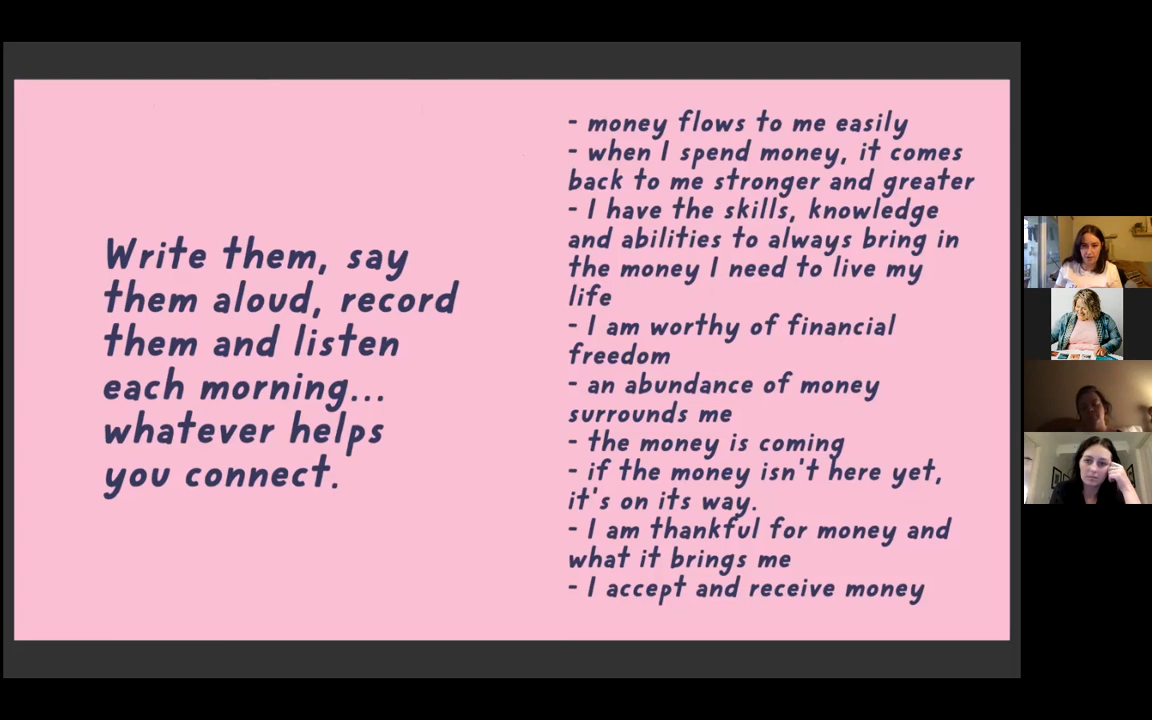 Write them, say
them aloud, record
them and listen
each morning...
whatever helps
you connect.
- money flows to me easily
- when I spend money, it comes
back to me stronger and greater
- I have the skills, knowledge
and abilities to always bring in
the money I need to live my
life
- I am worthy of financial
freedom
- an abundance of money
surrounds me
- the money is coming
- if the money isn't here yet,
it's on its way.
- I am thankful for money and
what it brings me
- I accept and receive money